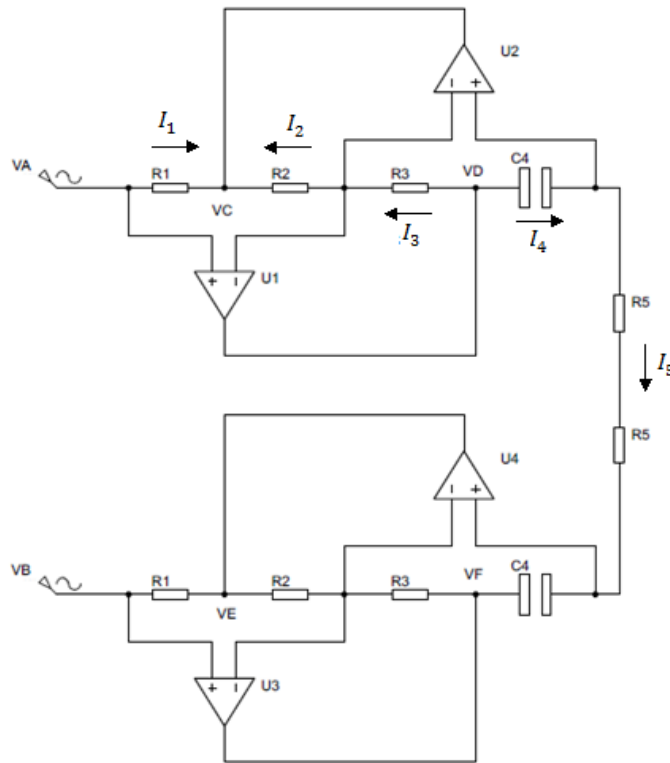 U2
I₁
I₂
VA
R1
R2
R3
VD
C4
VC
I₃
I₄
+
U1
+
R5
I₅
R5
U4
+
VB
R1
R2
R3
VF
C4
VE
+
U3